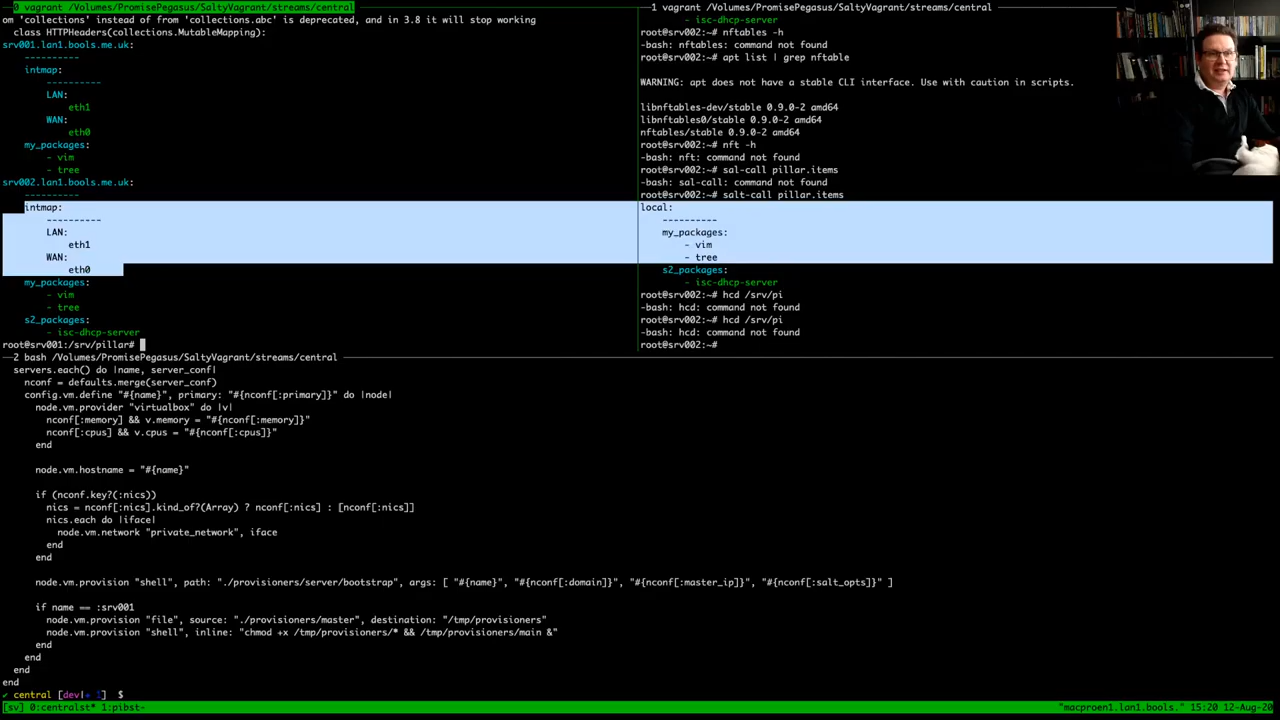 0 vagrant /Volumes/PromisePegasus/SaltyVagrant/streams/central
om 'collections' instead of from 'collections.abc' is deprecated, and in 3.8 it will stop working
class HTTPHeaders(collections.MutableMapping):
srv001.lan1.bools.me.uk:
----------
intmap:
----------
LAN:
eth1
WAN:
eth0
my_packages:
- vim
- tree
srv002.lan1.bools.me.uk:
----------
intmap:
----------
LAN:
eth1
WAN:
eth0
my_packages:
- vim
- tree
s2_packages:
- isc-dhcp-server
root@srv001:/srv/pillar#
1 vagrant /Volumes/PromisePegasus/SaltyVagrant/streams/central
- isc-dhcp-server
root@srv002:~# nftables -h
-bash: nftables: command not found
root@srv002:~# apt list | grep nftable
WARNING: apt does not have a stable CLI interface. Use with caution in scripts.
libnftables-dev/stable 0.9.0-2 amd64
libnftables0/stable 0.9.0-2 amd64
nftables/stable 0.9.0-2 amd64
root@srv002:~# nft -h
-bash: nft: command not found
root@srv002:~# sal-call pillar.items
-bash: sal-call: command not found
root@srv002:~# salt-call pillar.items
local:
----------
my_packages:
- vim
- tree
s2_packages:
- isc-dhcp-server
root@srv002:~# hcd /srv/pi
-bash: hcd: command not found
root@srv002:~# hcd /srv/pi
-bash: hcd: command not found
root@srv002:~#
2 bash /Volumes/PromisePegasus/SaltyVagrant/streams/central
servers.each() do |name, server_conf|
nconf = defaults.merge(server_conf)
config.vm.define "#{name}", primary: "#{nconf[:primary]}" do |node|
node.vm.provider "virtualbox" do |v|
nconf[:memory] && v.memory = "#{nconf[:memory]}"
nconf[:cpus] && v.cpus = "#{nconf[:cpus]}"
end
node.vm.hostname = "#{name}"
if (nconf.key?(:nics))
nics = nconf[:nics].kind_of?(Array) ? nconf[:nics] : [nconf[:nics]]
nics.each do |iface|
node.vm.network "private_network", iface
end
end
node.vm.provision "shell", path: "./provisioners/server/bootstrap", args: [ "#{name}", "#{nconf[:domain]}", "#{nconf[:master_ip]}", "#{nconf[:salt_opts]}" ]
if name == :srv001
node.vm.provision "file", source: "./provisioners/master", destination: "/tmp/provisioners"
node.vm.provision "shell", inline: "chmod +x /tmp/provisioners/* && /tmp/provisioners/main &"
end
end
end
end
✔ central [dev|+ 1] $
[sv] 0:centralst* 1:pibst- "macproen1.lan1.bools." 15:20 12-Aug-20